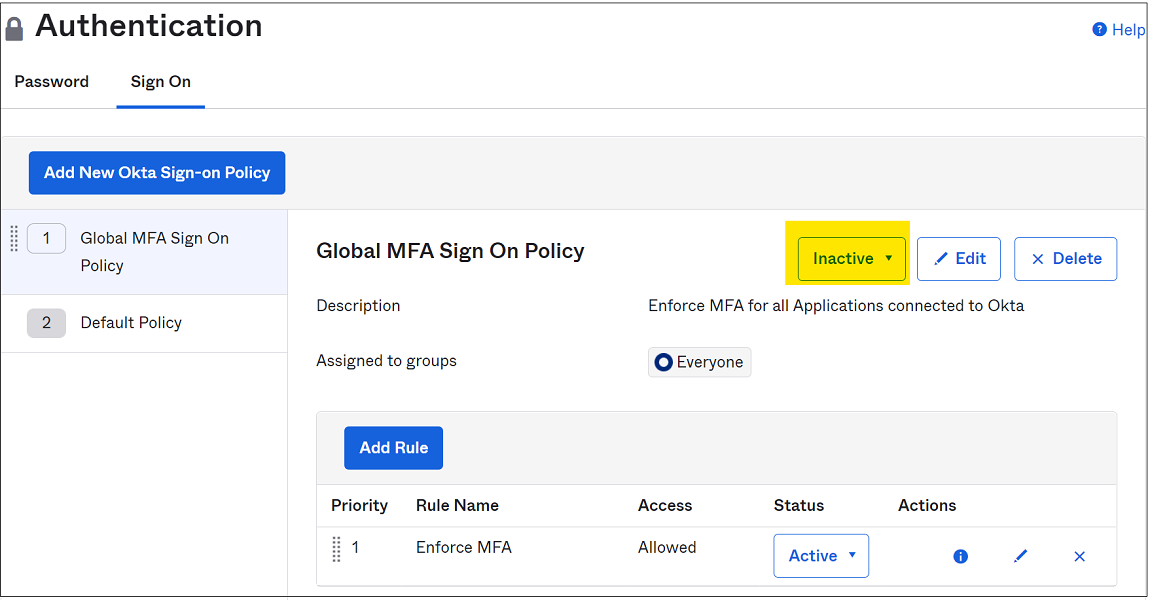 Authentication
Help
Password
Sign On
Add New Okta Sign-on Policy
1
Global MFA Sign On
Policy
2
Default Policy
Global MFA Sign On Policy
Inactive
Edit
Delete
Description
Enforce MFA for all Applications connected to Okta
Assigned to groups
Everyone
Add Rule
Priority Rule Name Access Status Actions
1 Enforce MFA Allowed Active